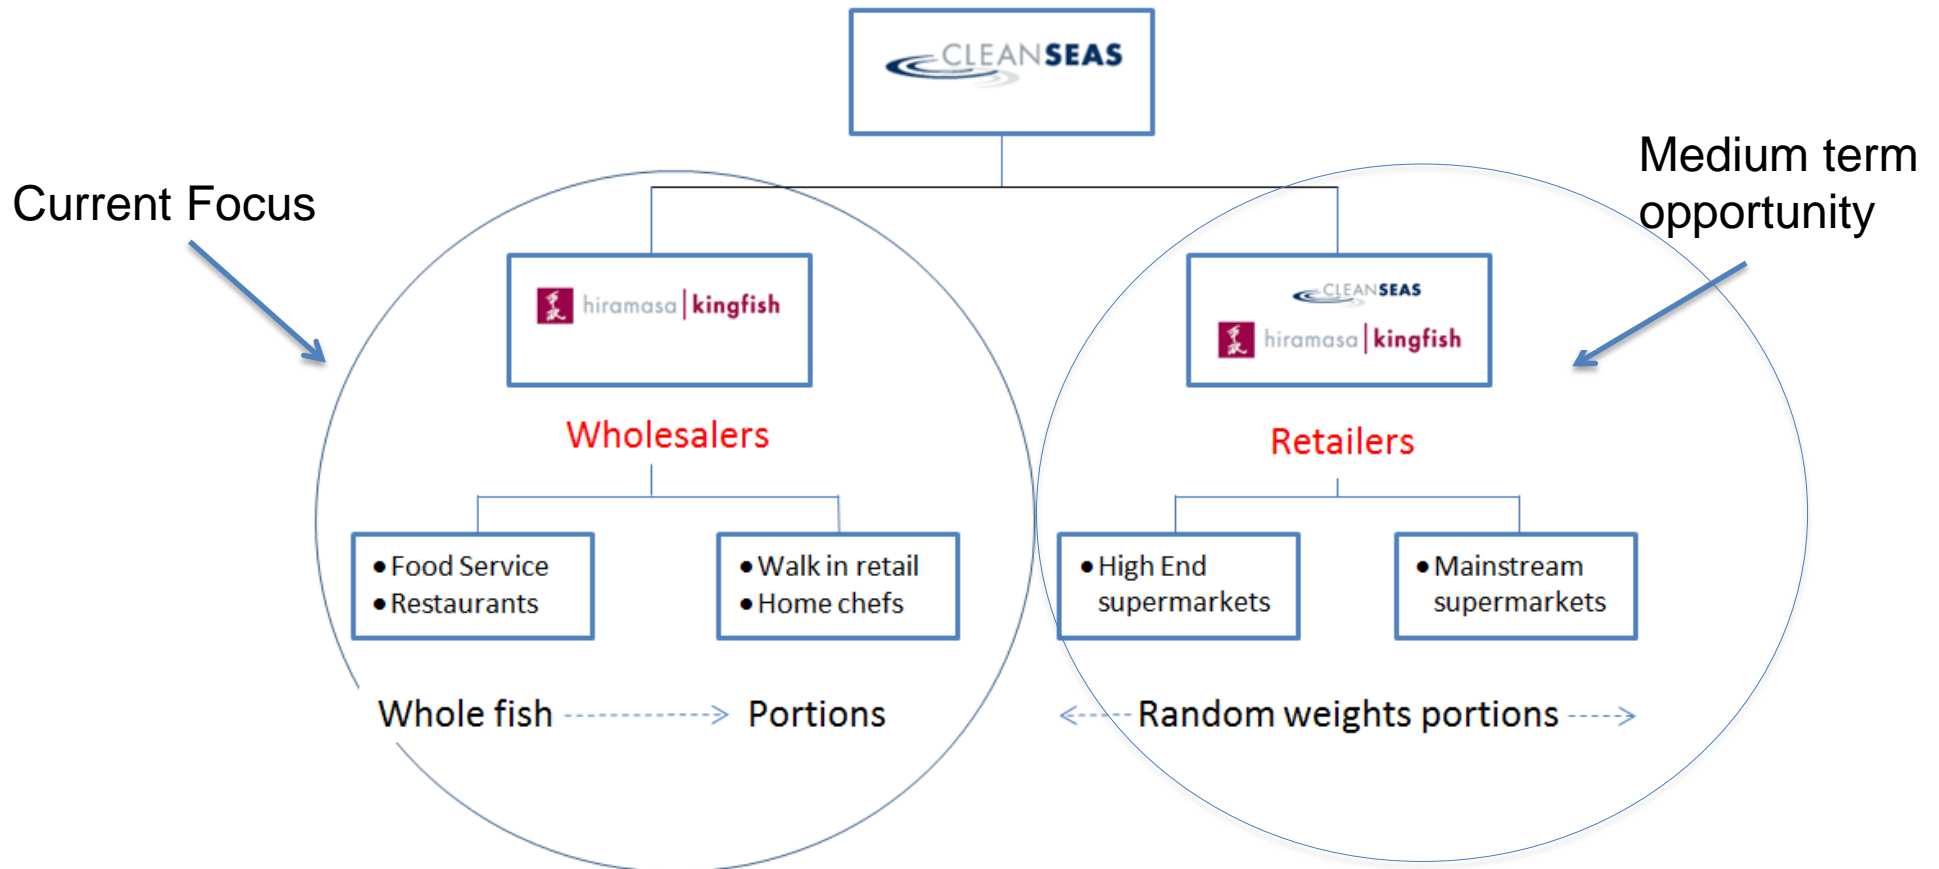 CLEANSEAS
Current Focus
Medium term
opportunity
hiramasa | kingfish
CLEANSEAS
hiramasa | kingfish
Wholesalers
Retailers
• Food Service
• Restaurants
• Walk in retail
• Home chefs
• High End
supermarkets
• Mainstream
supermarkets
Whole fish
Portions
Random weights portions